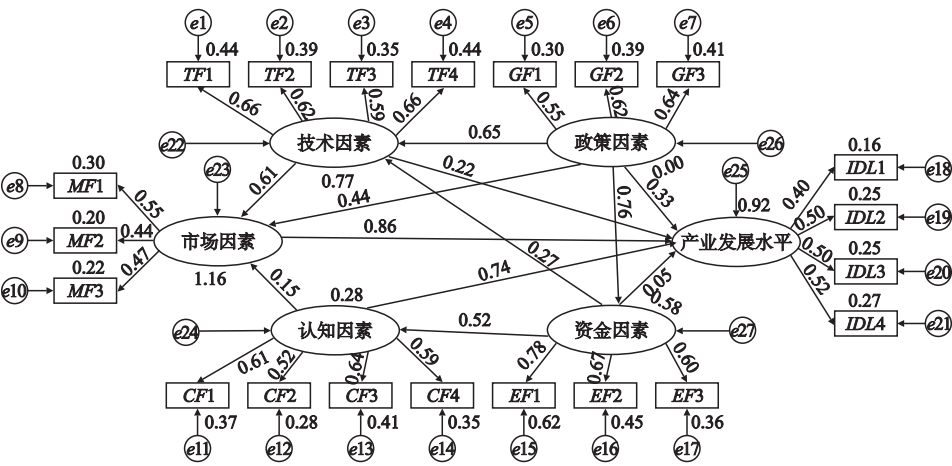 e1 e2 e3 e4 e5 e6 e7
0.44 0.39 0.35 0.44 0.30 0.39 0.41
TF1 TF2 TF3 TF4 GF1 GF2 GF3
0.66 0.62 0.59 0.66 0.55 0.62 0.64
e22 技术因素 0.65 政策因素 e26
0.16
e8 0.30 MF1 e23 0.61 0.77 0.44 0.22 0.00 0.33 0.76 e25 0.92 0.40 IDL1 e18
0.55
0.20 0.25
e9 MF2 0.44 市场因素 0.86 产业发展水平 0.50 IDL2 e19
0.22 0.47 0.25
e10 MF3 1.16 0.15 0.74 0.27 0.05 0.50 IDL3 e20
0.28 0.58 0.52 0.27
e24 认知因素 0.52 资金因素 e27 IDL4 e21
0.61 0.52 0.64 0.59 0.78 0.67 0.60
CF1 CF2 CF3 CF4 EF1 EF2 EF3
0.37 0.28 0.41 0.35 0.62 0.45 0.36
e11 e12 e13 e14 e15 e16 e17